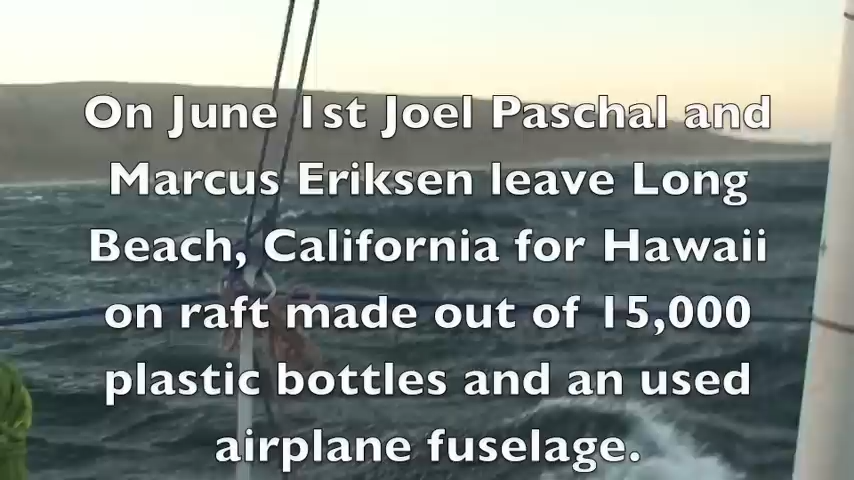 On June 1st Joel Paschal and
Marcus Eriksen leave Long
Beach, California for Hawaii
on raft made out of 15,000
plastic bottles and an used
airplane fuselage.